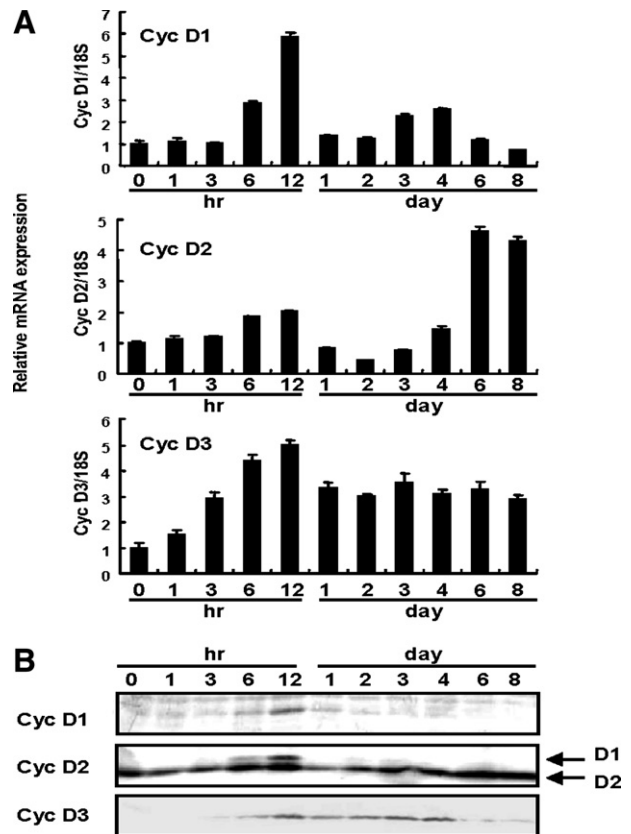 A
Relative mRNA expression
Cyc D1
Cyc D1/18S
7
6
5
4
3
2
1
0
0 1 3 6 12 1 2 3 4 6 8
hr day
Cyc D2
Cyc D2/18S
5
4
3
2
1
0
0 1 3 6 12 1 2 3 4 6 8
hr day
Cyc D3
Cyc D3/18S
6
5
4
3
2
1
0
0 1 3 6 12 1 2 3 4 6 8
hr day
B
hr day
0 1 3 6 12 1 2 3 4 6 8
Cyc D1
Cyc D2
D1
D2
Cyc D3